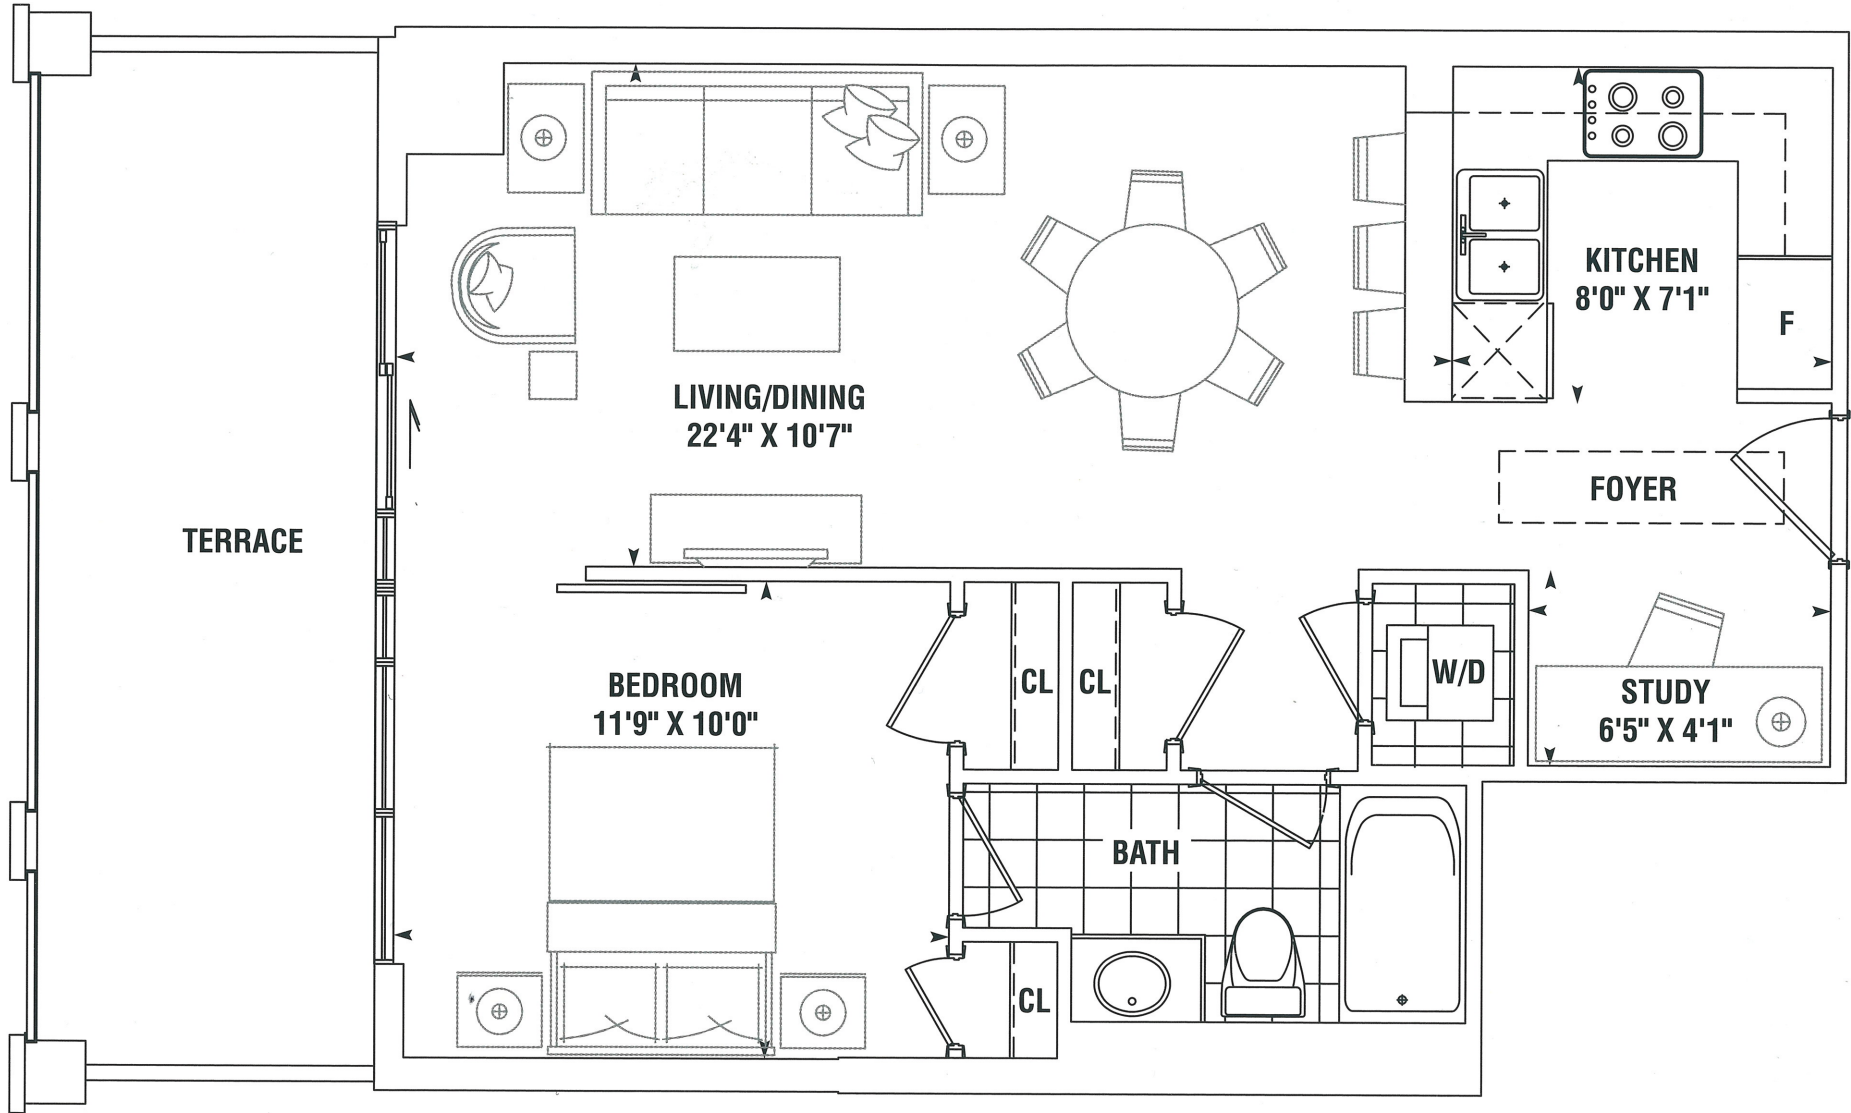 KITCHEN
8'0" X 7'1"
F
LIVING/DINING
22'4" X 10'7"
FOYER
TERRACE
BEDROOM
11'9" X 10'0"
CL
CL
W/D
STUDY
6'5" X 4'1"
BATH
CL